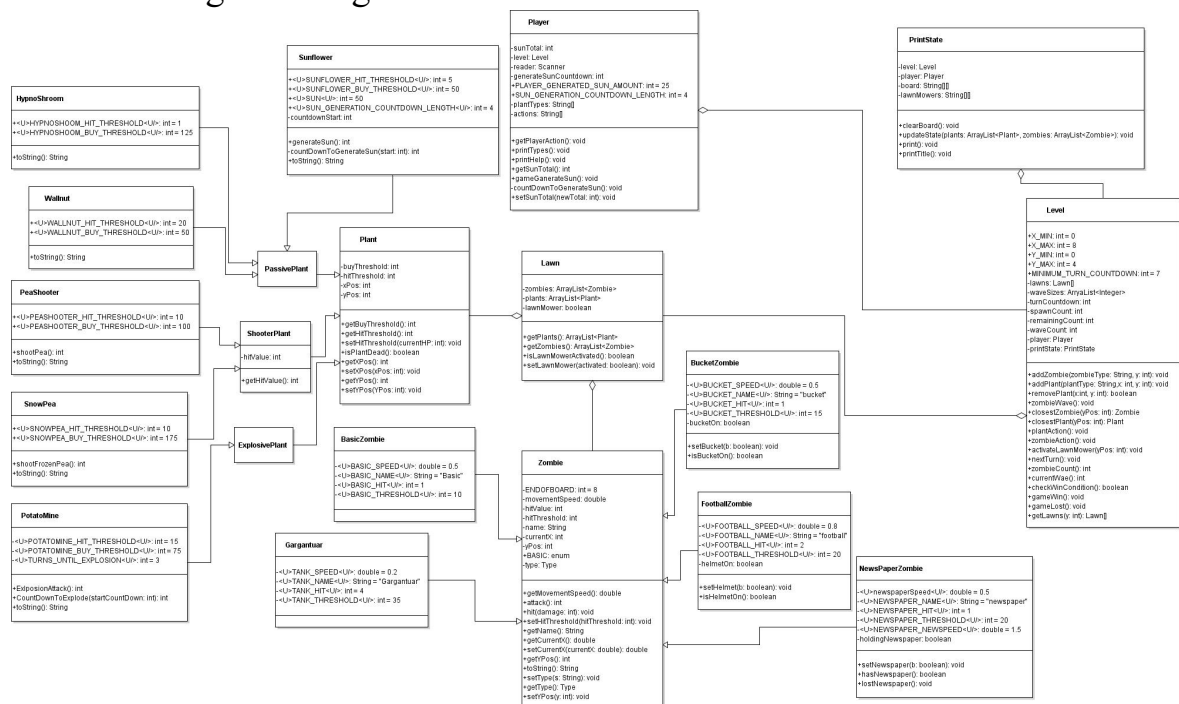 HypnoShroom
+<U>HYPNOSHOOM_HIT_THRESHOLD<U/>: int = 1
+<U>HYPNOSHROOM_BUY_THRESHOLD<U/>: int = 125
+toString(): String
Wallnut
+<U>WALLNUT_HIT_THRESHOLD<U/>: int = 20
+<U>WALLNUT_BUY_THRESHOLD<U/>: int = 50
+toString(): String
PeaShooter
+<U>PEASHOOTER_HIT_THRESHOLD<U/>: int = 10
+<U>PEASHOOTER_BUY_THRESHOLD<U/>: int = 100
+shootPea(): int
+toString(): String
SnowPea
+<U>SNOWPEA_HIT_THRESHOLD<U/>: int = 10
+<U>SNOWPEA_BUY_THRESHOLD<U/>: int = 175
+shootFrozenPea(): int
+toString(): String
PotatoMine
-<U>POTATOMINE_HIT_THRESHOLD<U/>: int = 15
-<U>POTATOMINE_BUY_THRESHOLD<U/>: int = 75
-<U>TURNS_UNTIL_EXPLOSION<U/>: int = 3
+ExlposionAttack(): int
+CountDownToExplode(startCountDown: int): int
+toString(): String
Sunflower
+<U>SUNFLOWER_HIT_THRESHOLD<U/>: int = 5
+<U>SUNFLOWER_BUY_THRESHOLD<U/>: int = 50
+<U>SUN<U/>: int = 50
+<U>SUN_GENERATION_COUNTDOWN_LENGTH<U/>: int = 4
-countdownStart: int
+generateSun(): int
-countDownToGenerateSun(start: int): int
+toString(): String
PassivePlant
ShooterPlant
-hitValue: int
+getHitValue(): int
ExplosivePlant
Plant
-buyThreshold: int
-hitThreshold: int
-xPos: int
-yPos: int
+getBuyThreshold(): int
+getHitThreshold(): int
+setHitThreshold(currentHP: int): void
+isPlantDead(): boolean
+getXPos(): int
+setXPos(xPos: int): void
+getYPos(): int
+setYPos(YPos: int): void
BasicZombie
-<U>BASIC_SPEED<U/>: double = 0.5
-<U>BASIC_NAME<U/>: String = "Basic"
-<U>BASIC_HIT<U/>: int = 1
-<U>BASIC_THRESHOLD<U/>: int = 10
Gargantuar
-<U>TANK_SPEED<U/>: double = 0.2
-<U>TANK_NAME<U/>: String = "Gargantuar"
-<U>TANK_HIT<U/>: int = 4
-<U>TANK_THRESHOLD<U/>: int = 35
Player
-sunTotal: int
-level: Level
-reader: Scanner
-generateSunCountdown: int
+PLAYER_GENERATED_SUN_AMOUNT: int = 25
+SUN_GENERATION_COUNTDOWN_LENGTH: int = 4
-plantTypes: String[]
-actions: String[]
+getPlayerAction(): void
+printTypes(): void
+printHelp(): void
+getSunTotal(): int
+gameGanerateSun(): void
-countDownToGenerateSun(): void
+setSunTotal(newTotal: int): void
Lawn
-zombies: ArrayList<Zombie>
-plants: ArrayList<Plant>
-lawnMower: boolean
+getPlants(): ArrayList<Plant>
+getZombies(): ArrayList<Zombie>
+isLawnMowerActivated(): boolean
+setLawnMower(activated: boolean): void
Zombie
-ENDOFBOARD: int = 8
-movementSpeed: double
-hitValue: int
-hitThreshold: int
-name: String
-currentX: int
-yPos: int
+BASIC: enum
-type: Type
+getMovementSpeed(): double
+attack(): int
+hit(damage: int): void
+setHitThreshold(hitThreshold: int): void
+getName(): String
+getCurrentX(): double
+setCurrentX(currentX: double): double
+getYPos(): int
+toString(): String
+setType(s: String): void
+getType(): Type
+setYPos(y: int): void
BucketZombie
-<U>BUCKET_SPEED<U/>: double = 0.5
-<U>BUCKET_NAME<U/>: String = "bucket"
-<U>BUCKET_HIT<U/>: int = 1
-<U>BUCKET_THRESHOLD<U/>: int = 15
-bucketOn: boolean
+setBucket(b: boolean): void
+isBucketOn(): boolean
FootballZombie
-<U>FOOTBALL_SPEED<U/>: double = 0.8
-<U>FOOTBALL_NAME<U/>: String = "football"
-<U>FOOTBALL_HIT<U/>: int = 2
-<U>FOOTBALL_THRESHOLD<U/>: int = 20
-helmetOn: boolean
+setHelmet(b: boolean): void
+isHelmetOn(): boolean
NewsPaperZombie
-<U>newspaperSpeed<U/>: double = 0.5
-<U>NEWSPAPER_NAME<U/>: String = "newspaper"
-<U>NEWSPAPER_HIT<U/>: int = 1
-<U>NEWSPAPER_THRESHOLD<U/>: int = 20
-<U>NEWSPAPER_NEWSPEED<U/>: double = 1.5
-holdingNewspaper: boolean
+setNewspaper(b: boolean): void
+hasNewspaper(): boolean
+lostNewspaper(): void
PrintState
-level: Level
-player: Player
-board: String[][]
-lawnMowers: String[][]
+clearBoard(): void
+updateState(plants: ArrayList<Plant>, zombies: ArrayList<Zombie>): void
+print(): void
+printTitle(): void
Level
+X_MIN: int = 0
+X_MAX: int = 8
+Y_MIN: int = 0
+Y_MAX: int = 4
+MINIMUM_TURN_COUNTDOWN: int = 7
-lawns: Lawn[]
-waveSizes: ArryaList<Integer>
-turnCountdown: int
-spawnCount: int
-remainingCount: int
-waveCount: int
-player: Player
-printState: PrintState
+addZombie(zombieType: String, y: int): void
+addPlant(plantType: String,x: int, y: int): void
+removePlant(x:int, y: int): boolean
+zombieWave(): void
+closestZombie(yPos: int): Zombie
+closestPlant(yPos: int): Plant
+plantAction(): void
+zombieAction(): void
+activateLawnMower(yPos: int): void
+nextTurn(): void
+zombieCount(): int
+currentWae(): int
+checkWinCondition(): boolean
+gameWin(): void
+gameLost(): void
+getLawns(y: int): Lawn[]